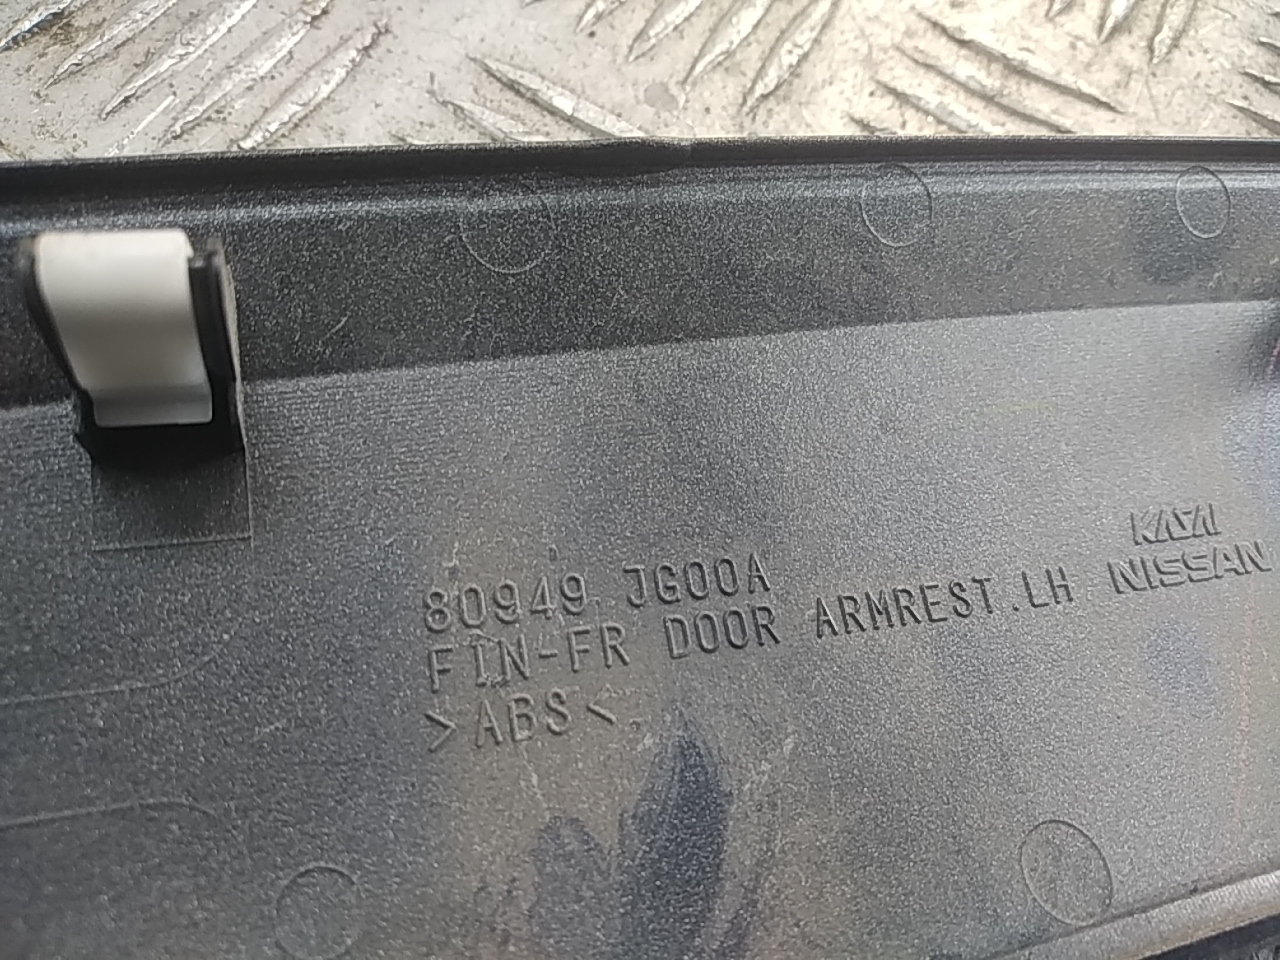 80949 JG00A
FIN-FR DOOR ARMREST.LH
>ABS<
KASAI
NISSAN